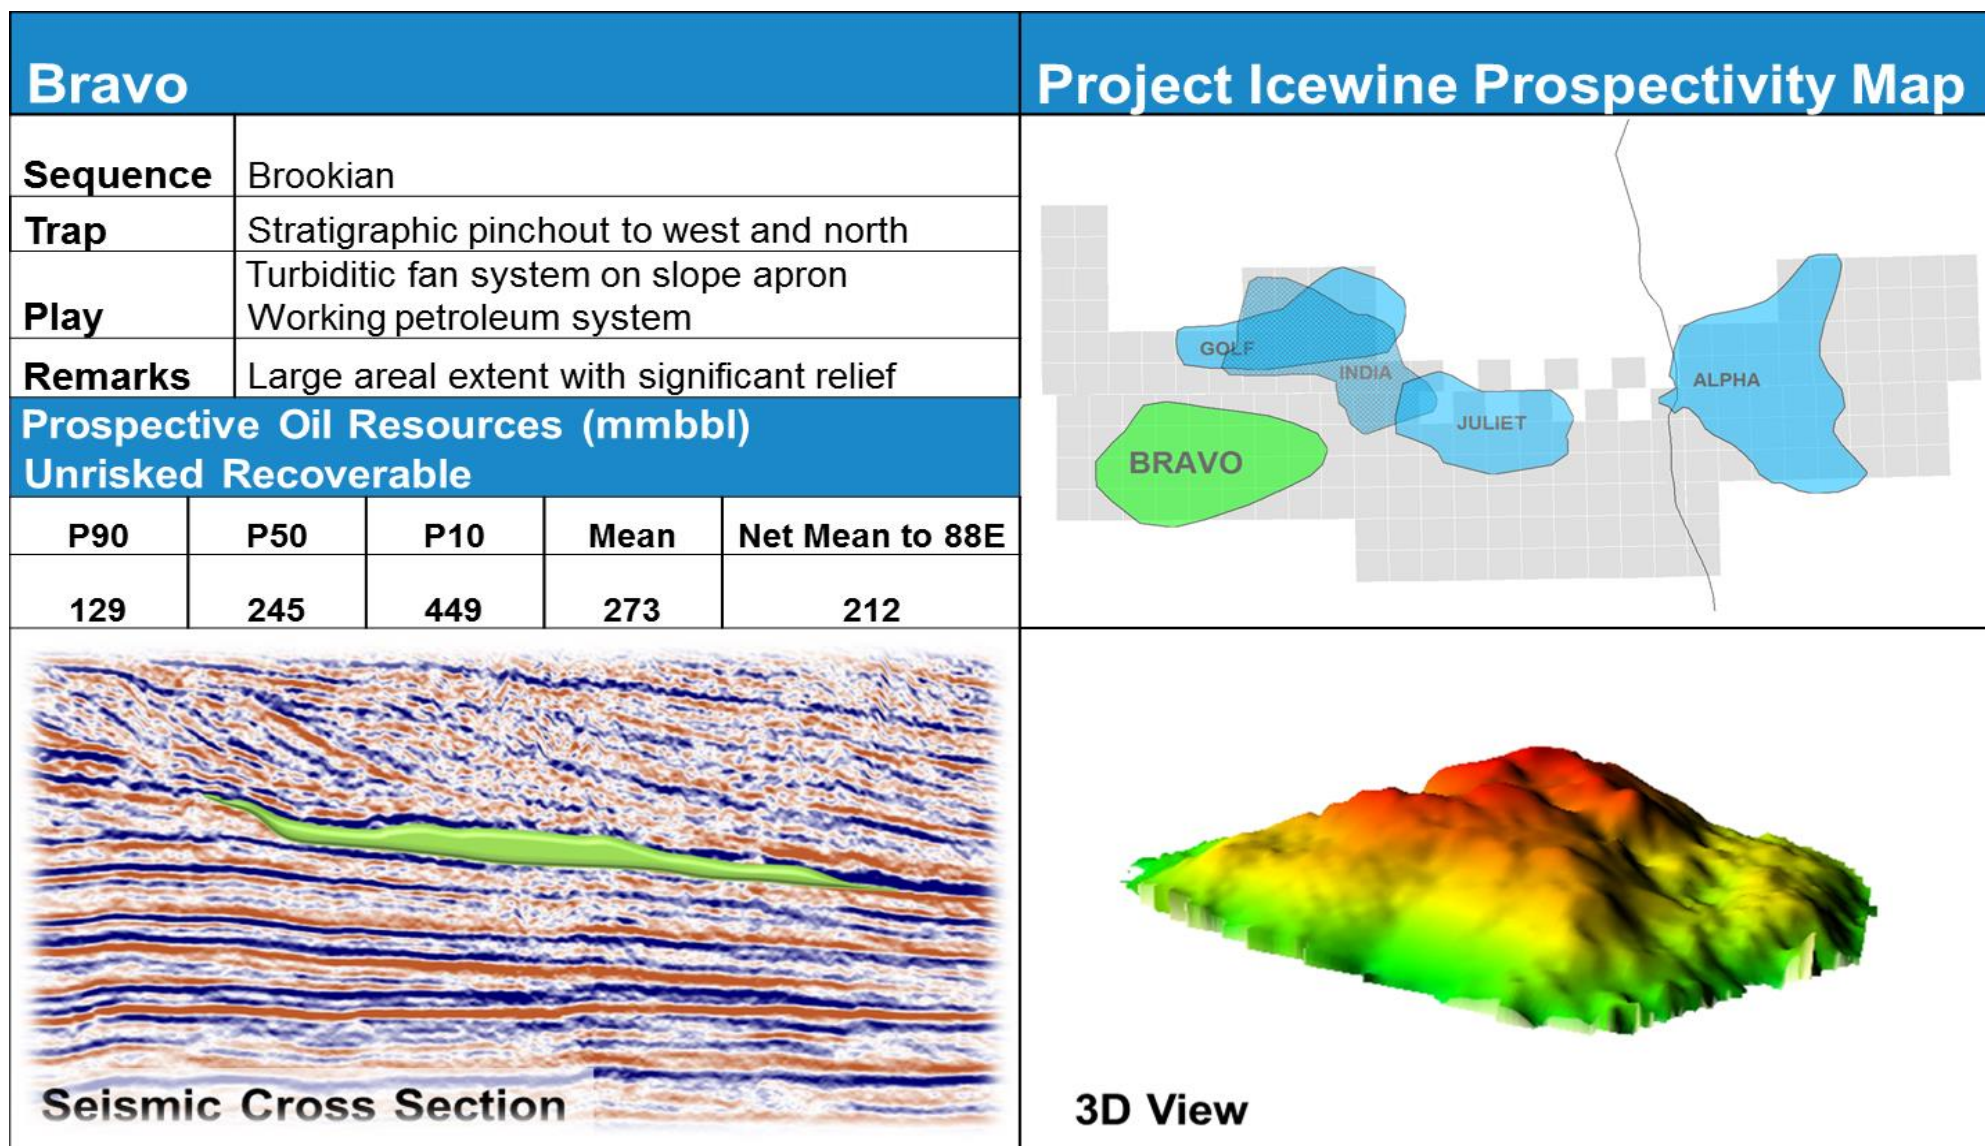 Bravo
Project Icewine Prospectivity Map
Sequence Brookian
Trap Stratigraphic pinchout to west and north
Play Turbiditic fan system on slope apron
Working petroleum system
Remarks Large areal extent with significant relief
Prospective Oil Resources (mmbbl)
Unrisked Recoverable
P90 P50 P10 Mean Net Mean to 88E
129 245 449 273 212
GOLF
INDIA
ALPHA
JULIET
BRAVO
Seismic Cross Section
3D View